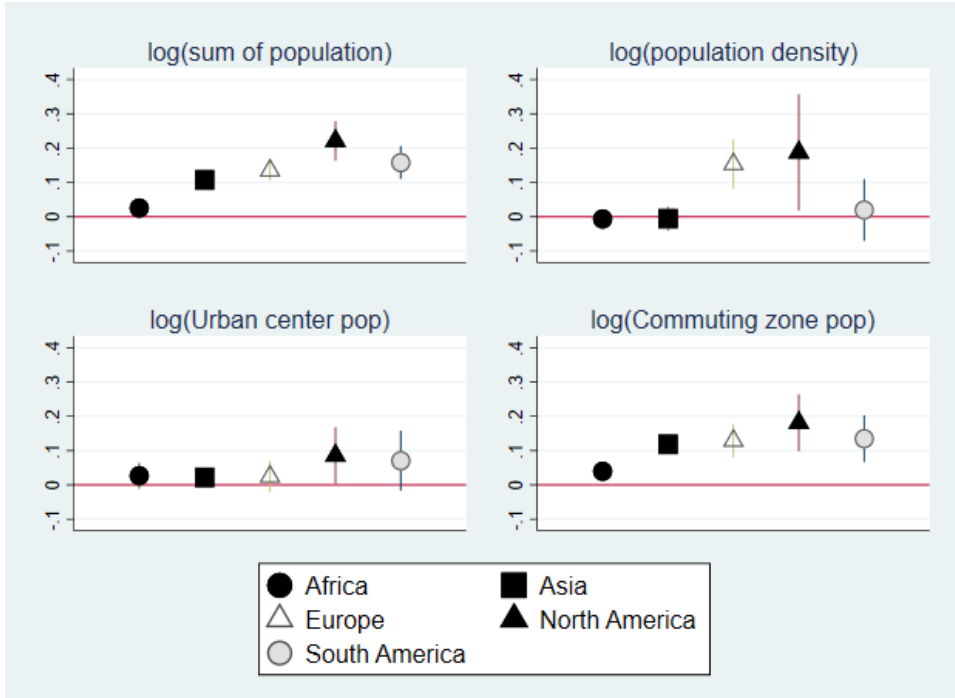 log(sum of population)
log(population density)
.4
.3
.2
.1
0
-.1
.4
.3
.2
.1
0
-.1
log(Urban center pop)
log(Commuting zone pop)
.4
.3
.2
.1
0
-.1
.4
.3
.2
.1
0
-.1
Africa
Asia
Europe
North America
South America